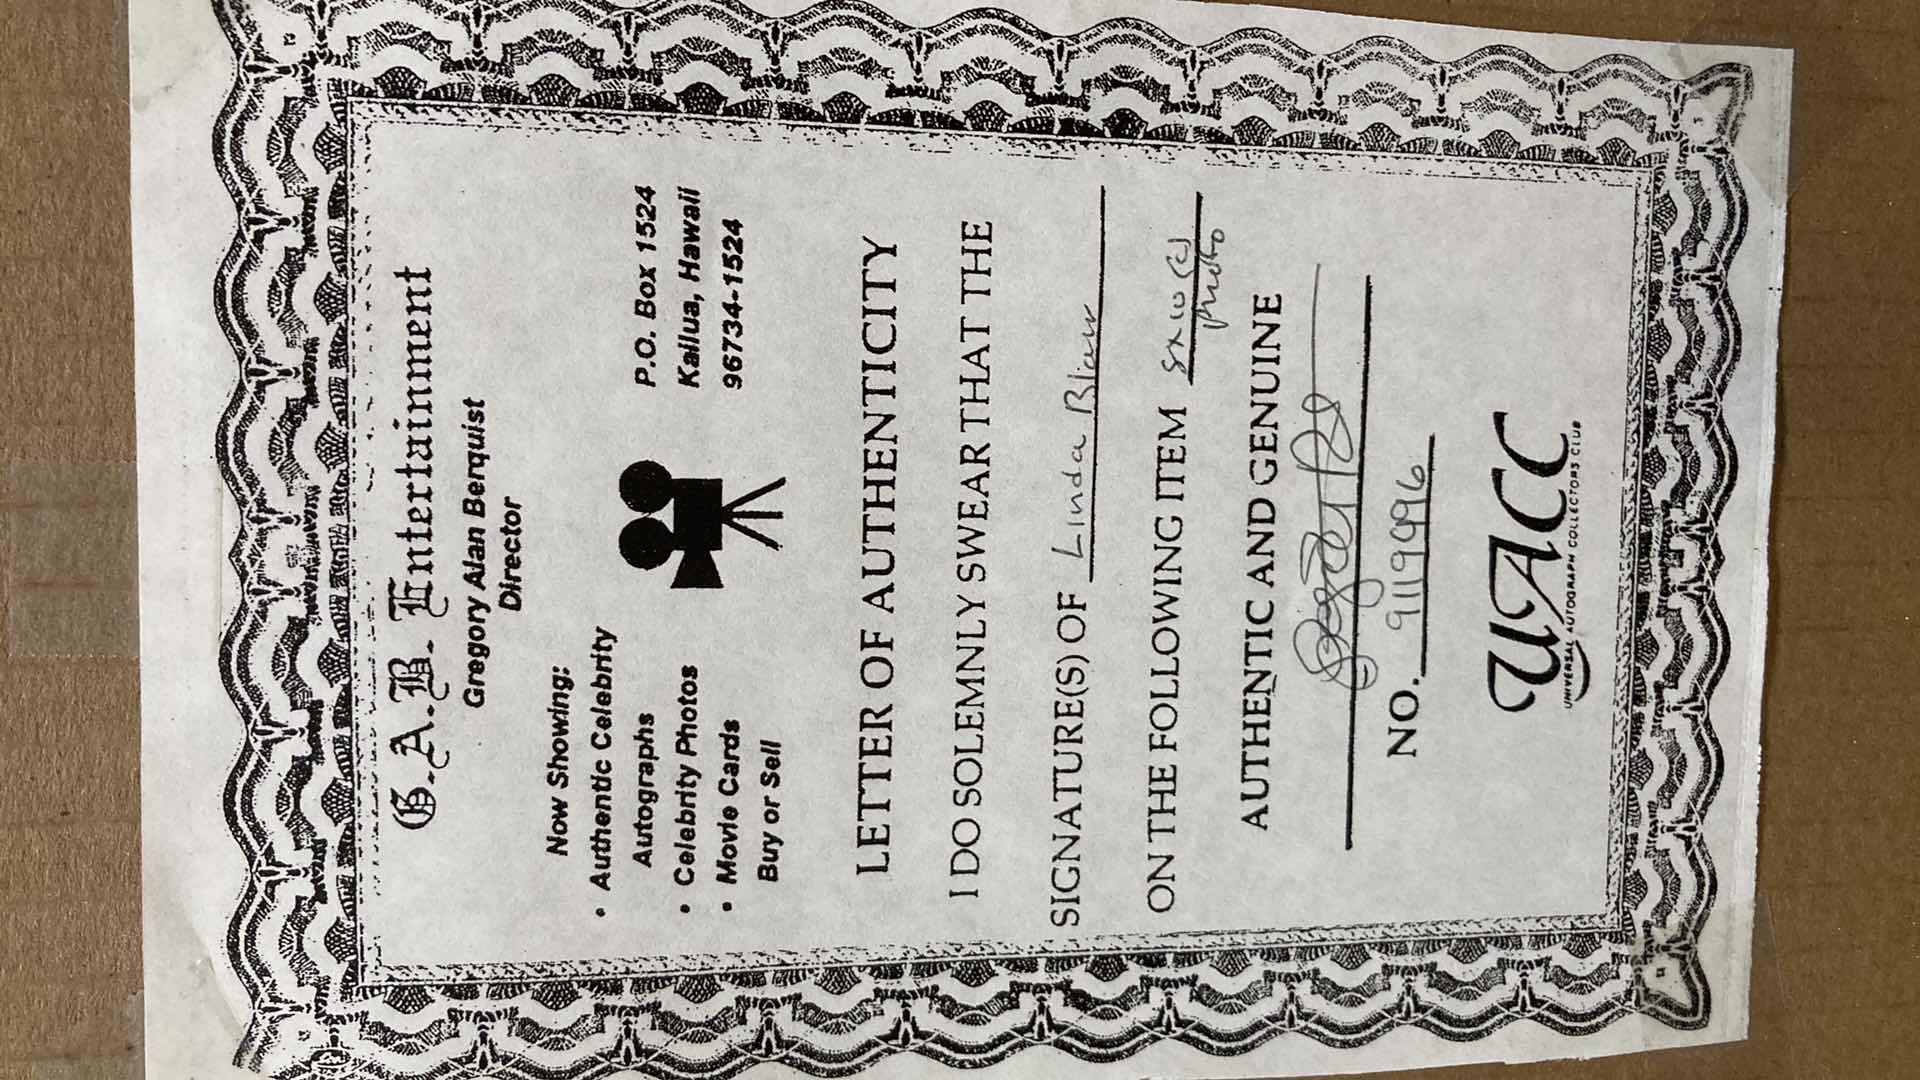 G.A.B. Entertainment
Gregory Alan Berquist
Director
Now Showing:
• Authentic Celebrity
Autographs
• Celebrity Photos
• Movie Cards
Buy or Sell
P.O. Box 1524
Kailua, Hawaii
96734-1524
LETTER OF AUTHENTICITY
I DO SOLEMNLY SWEAR THAT THE
SIGNATURE(S) OF Linda Blair
ON THE FOLLOWING ITEM 8x10 (c)
photo
AUTHENTIC AND GENUINE
NO. 9119996
UACC
UNIVERSAL AUTOGRAPH COLLECTORS CLUB